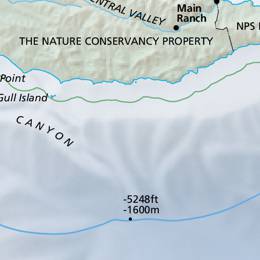 CENTRAL VALLEY
Main
Ranch
THE NATURE CONSERVANCY PROPERTY
NPS
Point
Gull Island
CANYON
-5248ft
-1600m